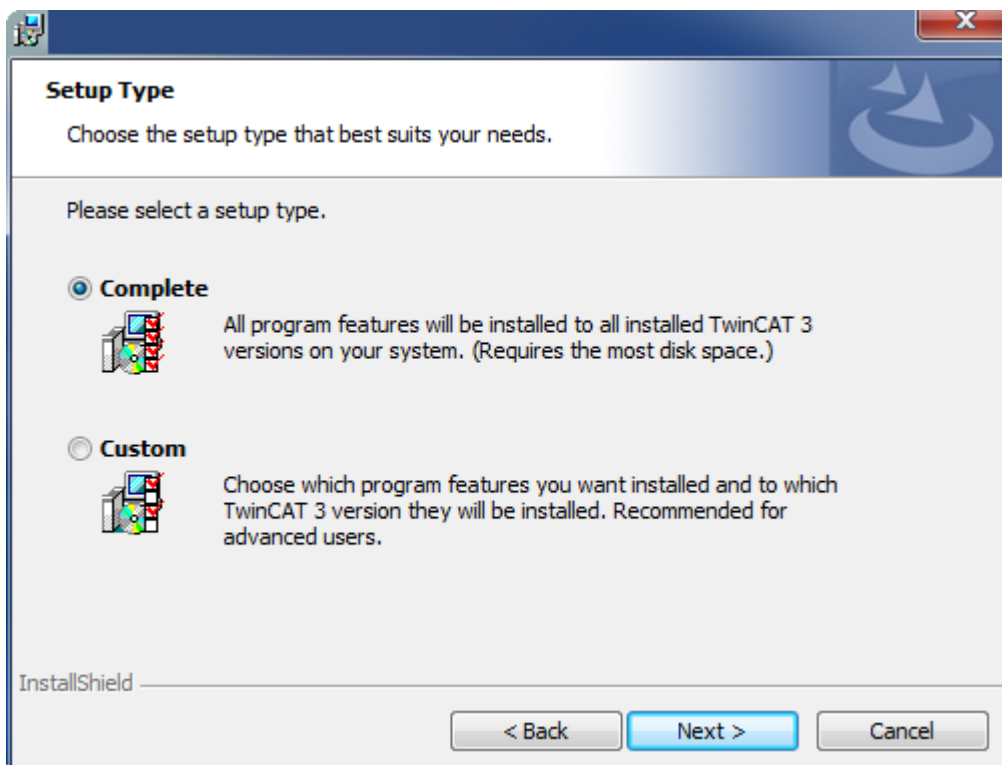 Setup Type
Choose the setup type that best suits your needs.
Please select a setup type.
Complete
All program features will be installed to all installed TwinCAT 3
versions on your system. (Requires the most disk space.)
Custom
Choose which program features you want installed and to which
TwinCAT 3 version they will be installed. Recommended for
advanced users.
InstallShield
< Back
Next >
Cancel